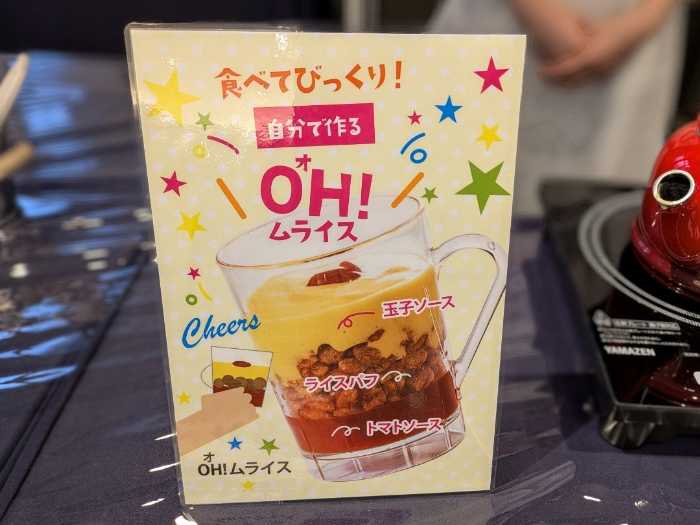 食べてびっくり!
自分で作る
オ
OH!
ムライス
玉子ソース
Cheers
ライスパフ
トマトソース
オ
OH!ムライス
YAMAZEN